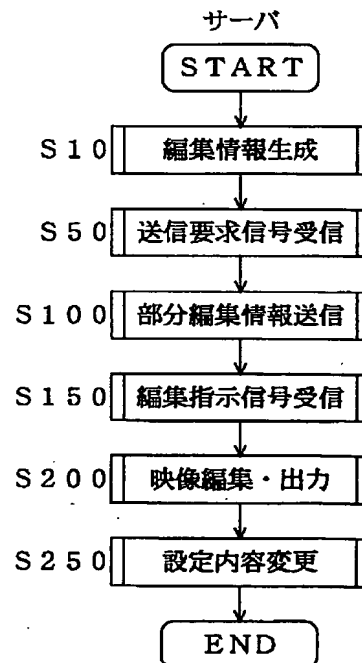 サーバ
START
S10 編集情報生成
S50 送信要求信号受信
S100 部分編集情報送信
S150 編集指示信号受信
S200 映像編集・出力
S250 設定内容変更
END